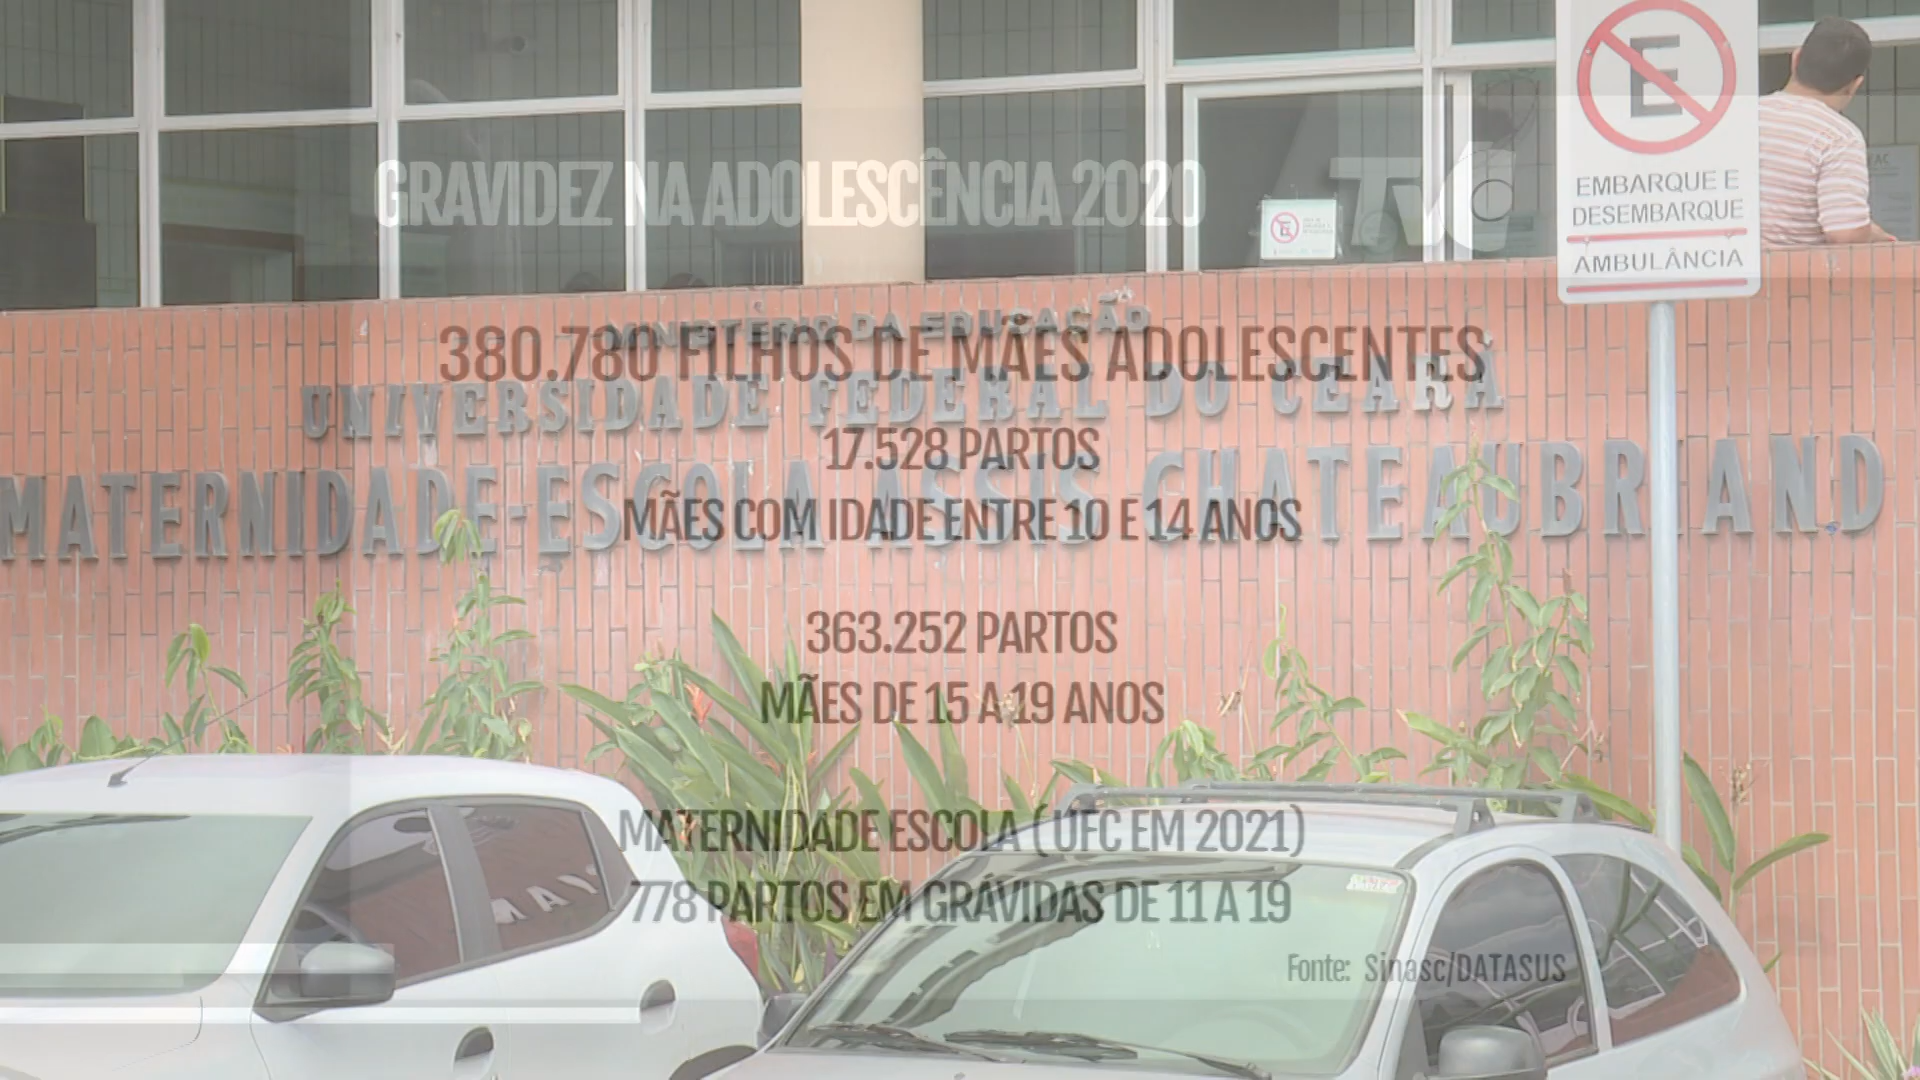 GRAVIDEZ NA ADOLESCÊNCIA 2020
TVC
EMBARQUE E
DESEMBARQUE
AMBULÂNCIA
MINISTÉRIO DA EDUCAÇÃO
380.780 FILHOS DE MÃES ADOLESCENTES
UNIVERSIDADE FEDERAL DO CEARÁ
17.528 PARTOS
MATERNIDADE-ESCOLA ASSIS CHATEAUBRIAND
MÃES COM IDADE ENTRE 10 E 14 ANOS
363.252 PARTOS
MÃES DE 15 A 19 ANOS
MATERNIDADE ESCOLA (UFC EM 2021)
778 PARTOS EM GRÁVIDAS DE 11 A 19
Fonte: Sinasc/DATASUS